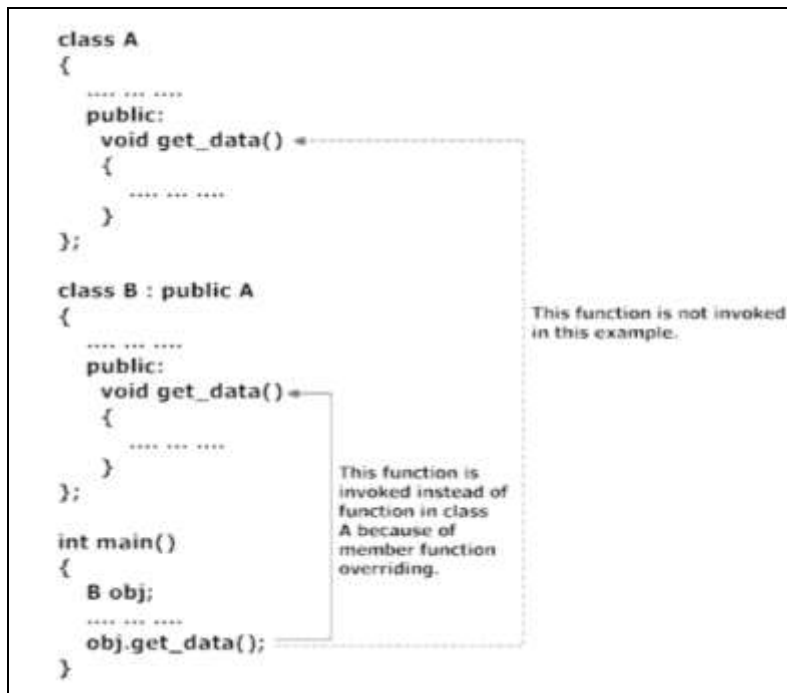 class A
{
.... ... ....
public:
void get_data()
{
.... ... ....
}
};
class B : public A
{
.... ... ....
public:
void get_data()
{
.... ... ....
}
};
int main()
{
B obj;
.... ... ....
obj.get_data();
}
This function is not invoked
in this example.
This function is
invoked instead of
function in class
A because of
member function
overriding.